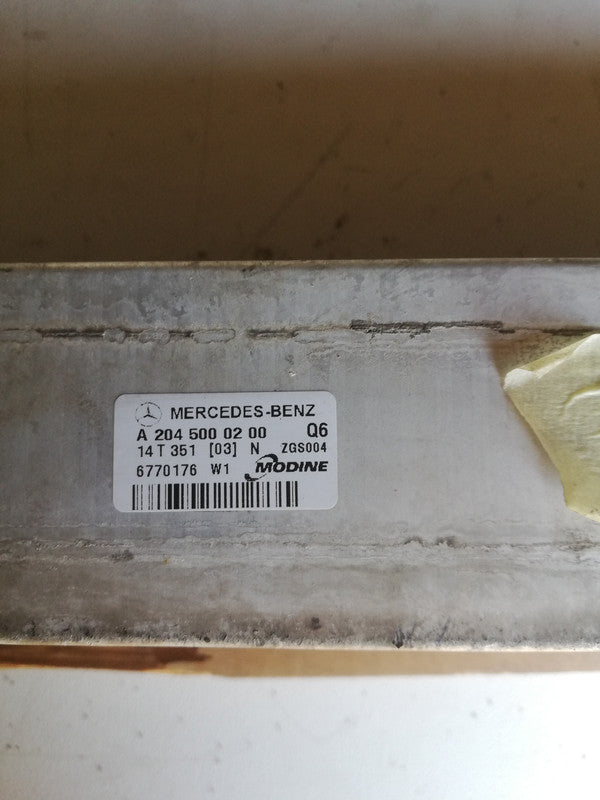 MERCEDES-BENZ
A 204 500 02 00 Q6
14 T 351 [03] N ZGS004
6770176 W1 MODINE